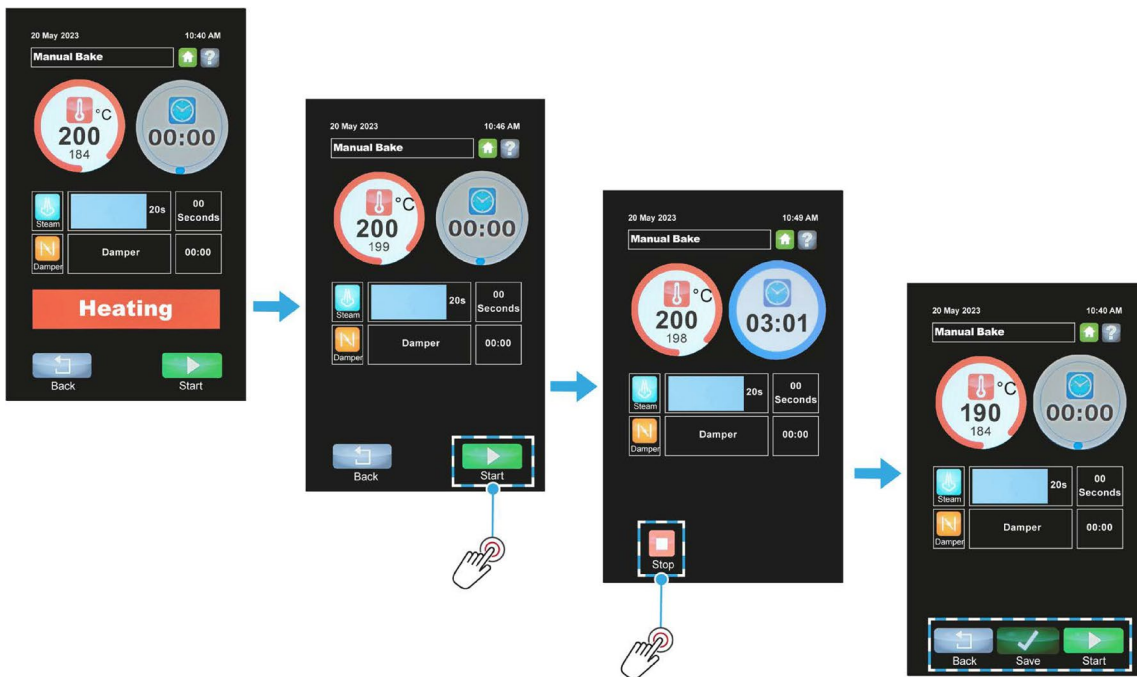 20 May 2023 10:40 AM
Manual Bake ?
°C
200 00:00
184
20s 00
Seconds
Steam
Damper 00:00
Damper
Heating
Back Start
20 May 2023 10:46 AM
Manual Bake ?
°C
200 00:00
199
20s 00
Seconds
Steam
Damper 00:00
Damper
Back Start
20 May 2023 10:49 AM
Manual Bake ?
°C
200 03:01
198
20s 00
Seconds
Steam
Damper 00:00
Damper
Stop
20 May 2023 10:40 AM
Manual Bake ?
°C
190 00:00
184
20s 00
Seconds
Steam
Damper 00:00
Damper
Back Save Start